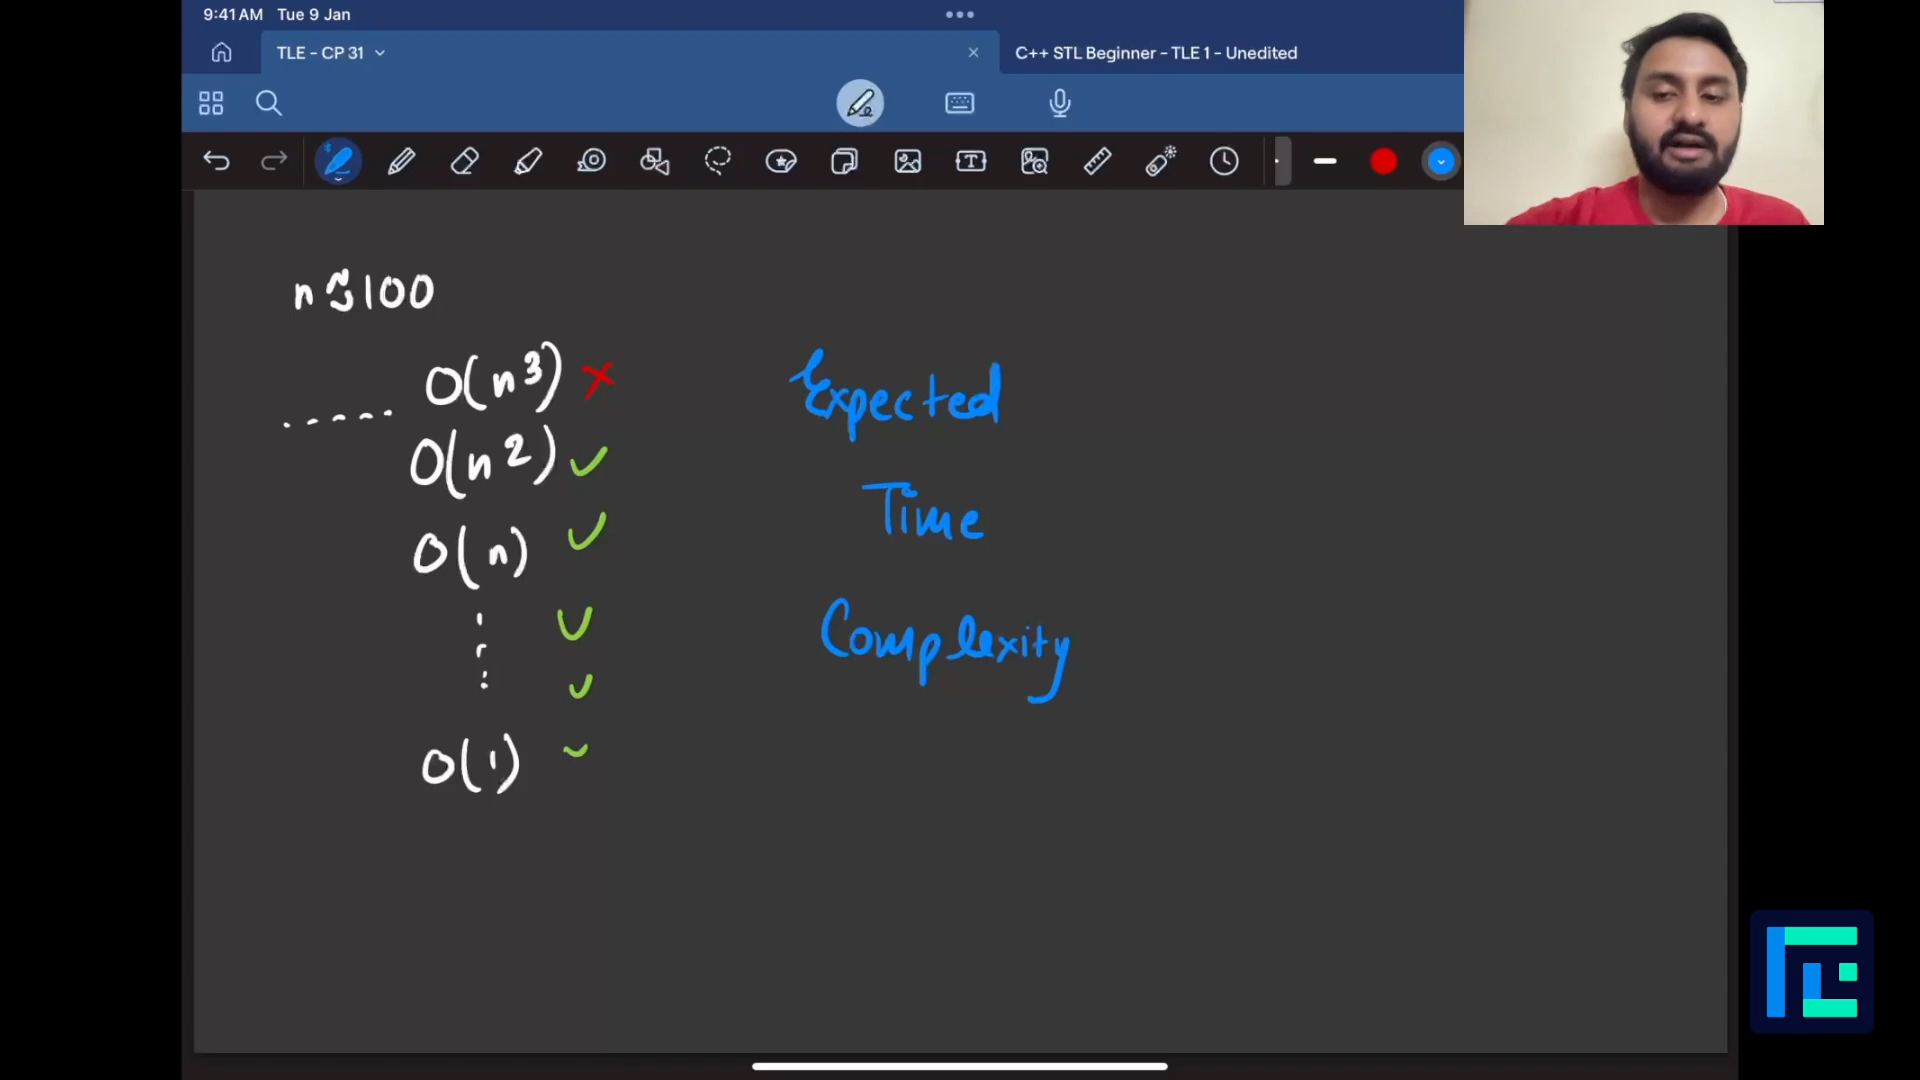 9:41 AM Tue 9 Jan
TLE - CP 31
C++ STL Beginner - TLE 1 - Unedited
n ≈ 100
O(n³) ×
.....
O(n²) ✓
O(n) ✓
⋮ ✓
✓
O(1) ✓
Expected
Time
Complexity